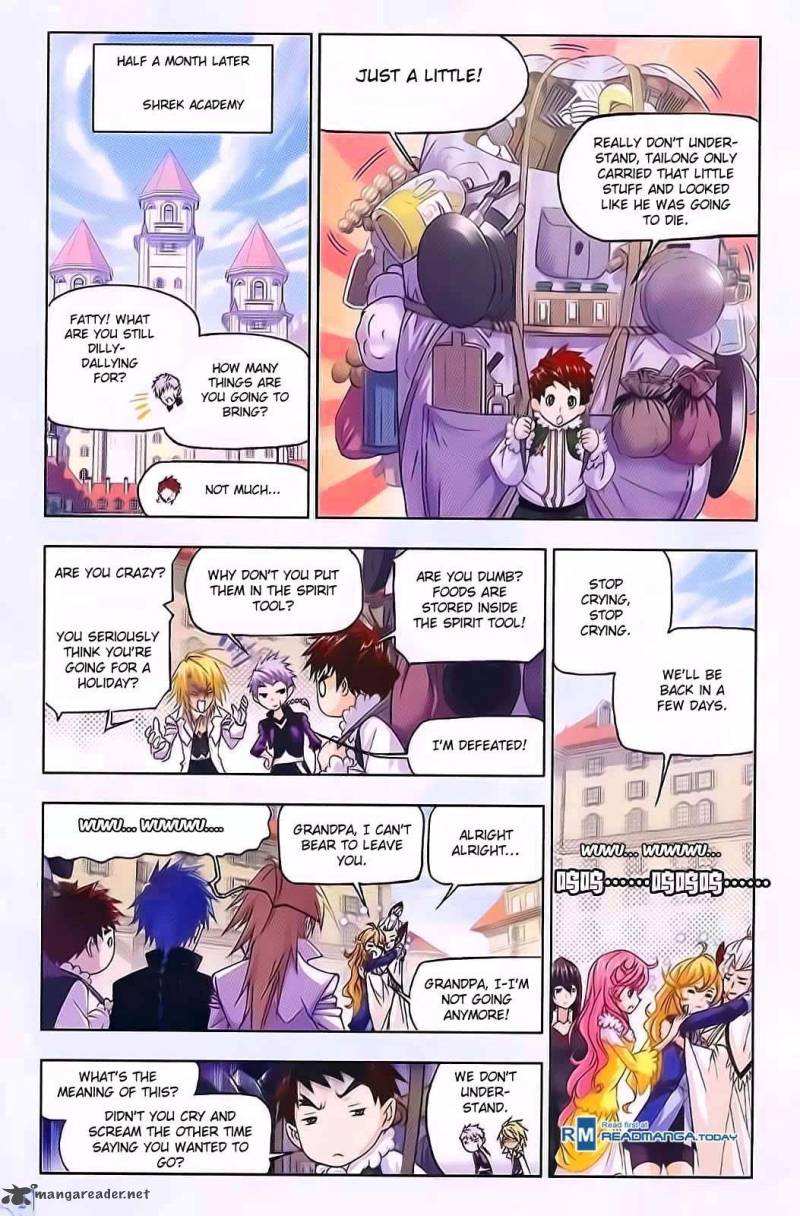 HALF A MONTH LATER
SHREK ACADEMY
FATTY! WHAT
ARE YOU STILL
DILLY-
DALLYING
FOR?
HOW MANY
THINGS ARE
YOU GOING TO
BRING?
NOT MUCH...
JUST A LITTLE!
REALLY DON'T UNDER-
STAND, TAILONG ONLY
CARRIED THAT LITTLE
STUFF AND LOOKED
LIKE HE WAS GOING
TO DIE.
ARE YOU CRAZY?
YOU SERIOUSLY
THINK YOU'RE
GOING FOR A
HOLIDAY?
WHY DON'T YOU PUT
THEM IN THE SPIRIT
TOOL?
ARE YOU DUMB?
FOODS ARE
STORED INSIDE
THE SPIRIT TOOL!
I'M DEFEATED!
STOP
CRYING,
STOP
CRYING.
WE'LL BE
BACK IN A
FEW DAYS.
WUWU... WUWUWU...
WUWU... WUWUWU....
GRANDPA, I CAN'T
BEAR TO LEAVE
YOU.
ALRIGHT
ALRIGHT...
GRANDPA, I-I'M
NOT GOING
ANYMORE!
WHAT'S THE
MEANING OF THIS?
DIDN'T YOU CRY AND
SCREAM THE OTHER TIME
SAYING YOU WANTED TO
GO?
WE DON'T
UNDER-
STAND.
Read first at
RM READMANGA.TODAY
mangareader.net